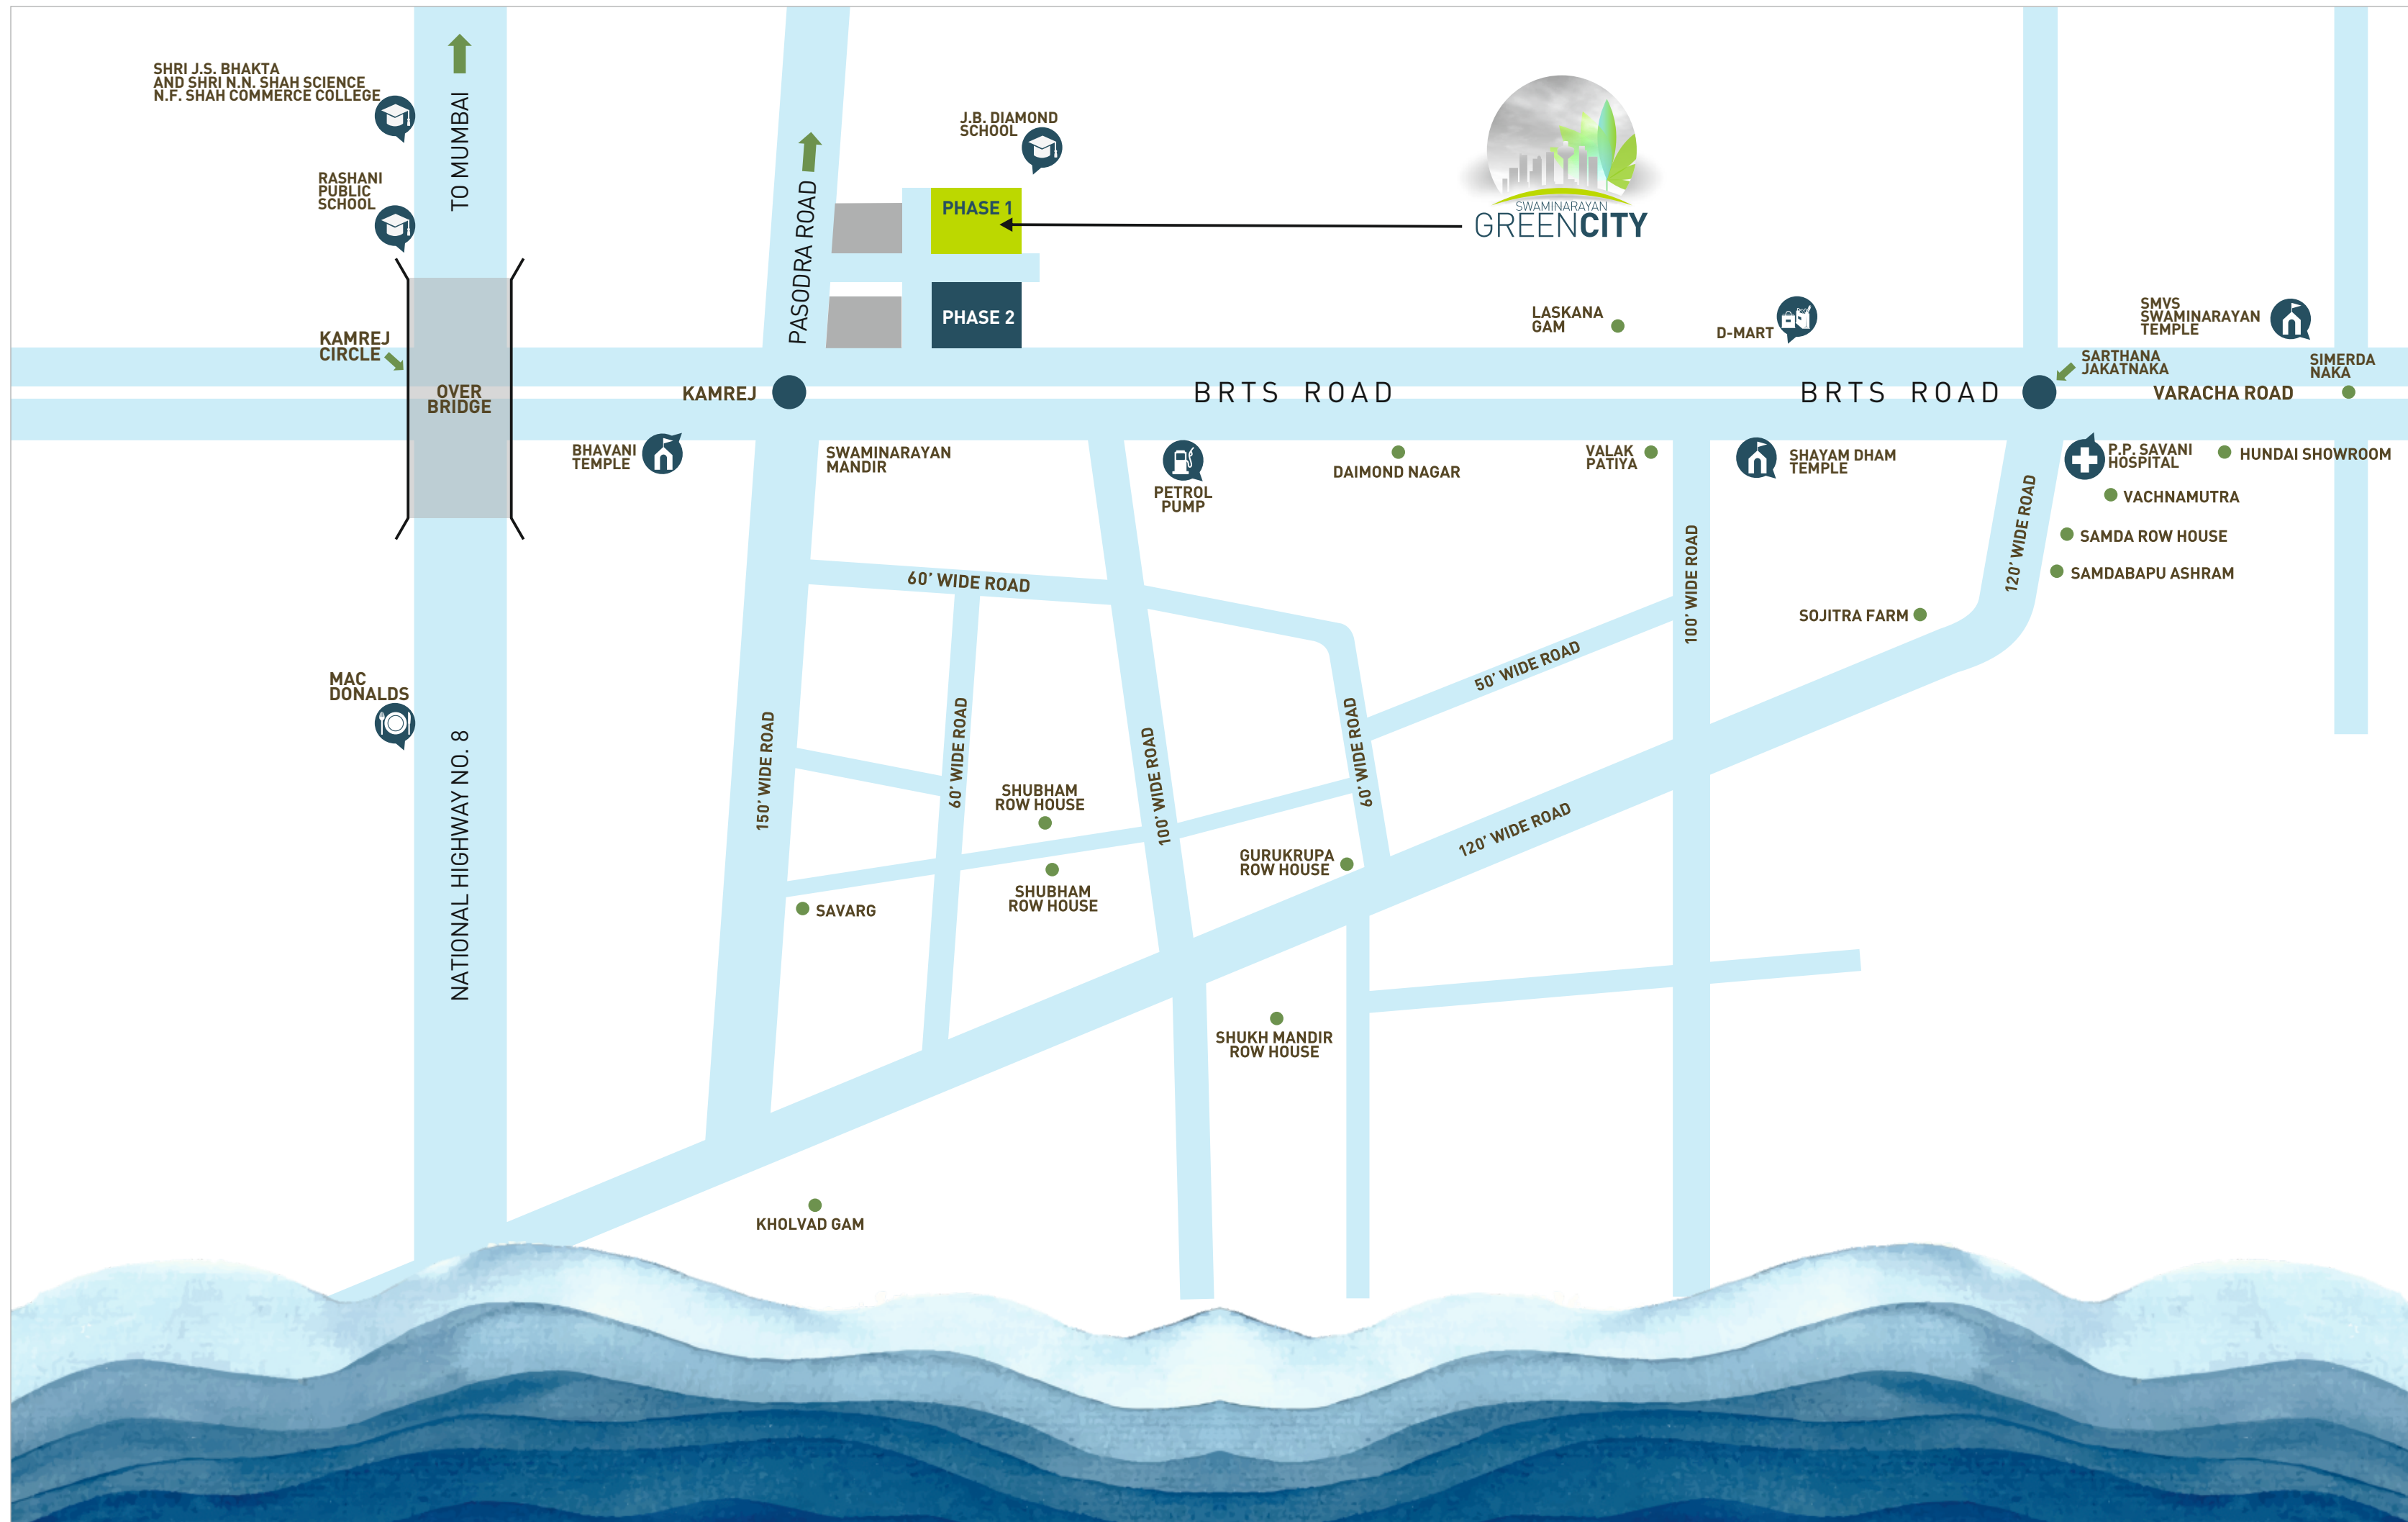 SHRI J.S. BHAKTA
AND SHRI N.N. SHAH SCIENCE
N.F. SHAH COMMERCE COLLEGE
TO MUMBAI
RASHANI
PUBLIC
SCHOOL
PASODRA ROAD
J.B. DIAMOND
SCHOOL
PHASE 1
PHASE 2
SWAMINARAYAN
GREENCITY
LASKANA
GAM
D-MART
SMVS
SWAMINARAYAN
TEMPLE
KAMREJ
CIRCLE
OVER
BRIDGE
KAMREJ
BRTS ROAD
BRTS ROAD
SARTHANA
JAKATNAKA
SIMERDA
NAKA
VARACHA ROAD
BHAVANI
TEMPLE
SWAMINARAYAN
MANDIR
PETROL
PUMP
DAIMOND NAGAR
VALAK
PATIYA
SHAYAM DHAM
TEMPLE
P.P. SAVANI
HOSPITAL
HUNDAI SHOWROOM
VACHNAMUTRA
SAMDA ROW HOUSE
SAMDABAPU ASHRAM
120' WIDE ROAD
100' WIDE ROAD
SOJITRA FARM
60' WIDE ROAD
50' WIDE ROAD
MAC
DONALDS
NATIONAL HIGHWAY NO. 8
150' WIDE ROAD
60' WIDE ROAD
100' WIDE ROAD
60' WIDE ROAD
SHUBHAM
ROW HOUSE
120' WIDE ROAD
GURUKRUPA
ROW HOUSE
SHUBHAM
ROW HOUSE
SAVARG
SHUKH MANDIR
ROW HOUSE
KHOLVAD GAM